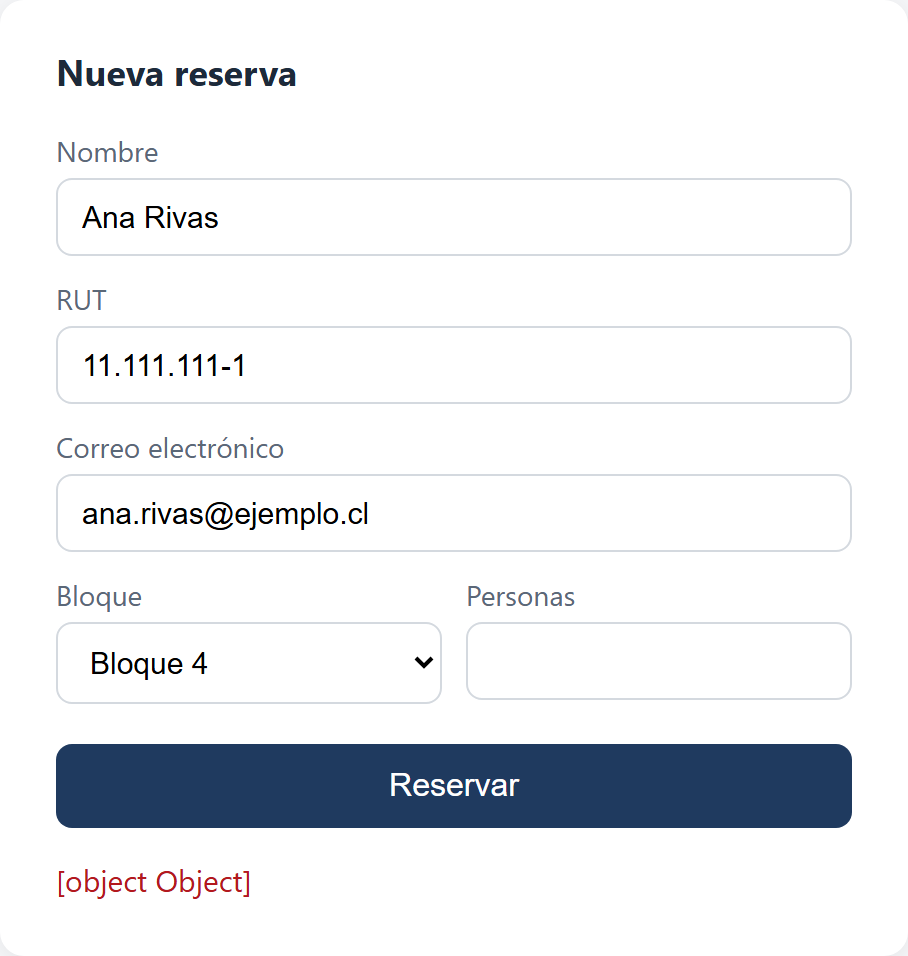 Nueva reserva
Nombre
Ana Rivas
RUT
11.111.111-1
Correo electrónico
ana.rivas@ejemplo.cl
Bloque Personas
Bloque 4
Reservar
[object Object]